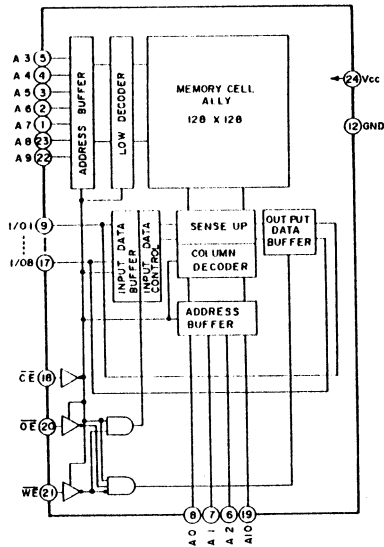 A3 5
A4 4
A5 3
A6 2
A7 1
A8 23
A9 22
ADDRESS BUFFER
LOW DECODER
MEMORY CELL
ALLY
128 X 128
24 Vcc
12 GND
I/O1 9
I/O8 17
INPUT DATA
BUFFER
INPUT DATA
CONTROL
SENSE UP
COLUMN
DECODER
OUTPUT
DATA
BUFFER
ADDRESS
BUFFER
CE 18
OE 20
WE 21
8 7 6 19
A0 A1 A2 A10